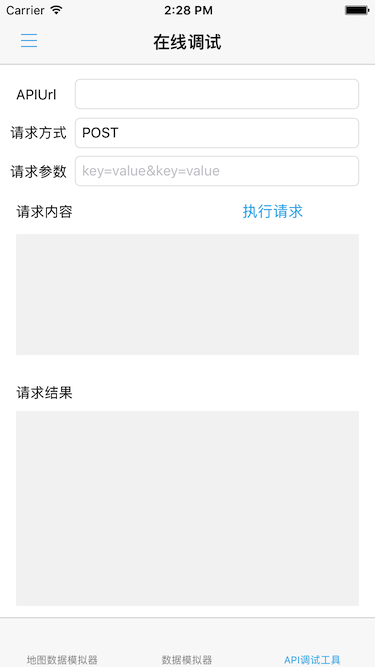 Carrier 2:28 PM
在线调试
APIUrl
请求方式 POST
请求参数 key=value&key=value
请求内容 执行请求
请求结果
地图数据模拟器 数据模拟器 API调试工具